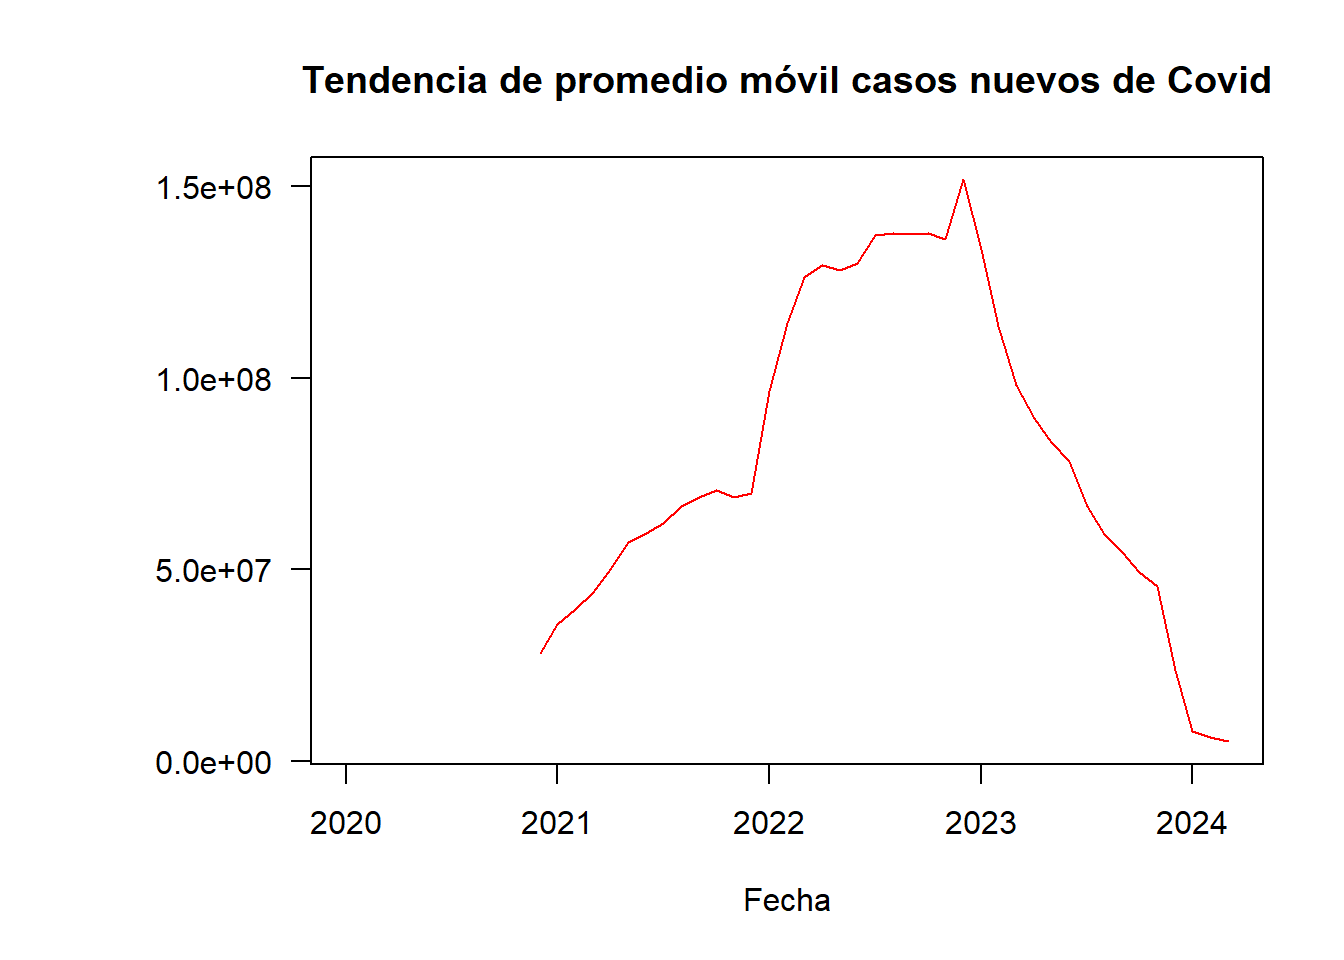 Tendencia de promedio móvil casos nuevos de Covid
1.5e+08
1.0e+08
5.0e+07
0.0e+00
2020 2021 2022 2023 2024
Fecha